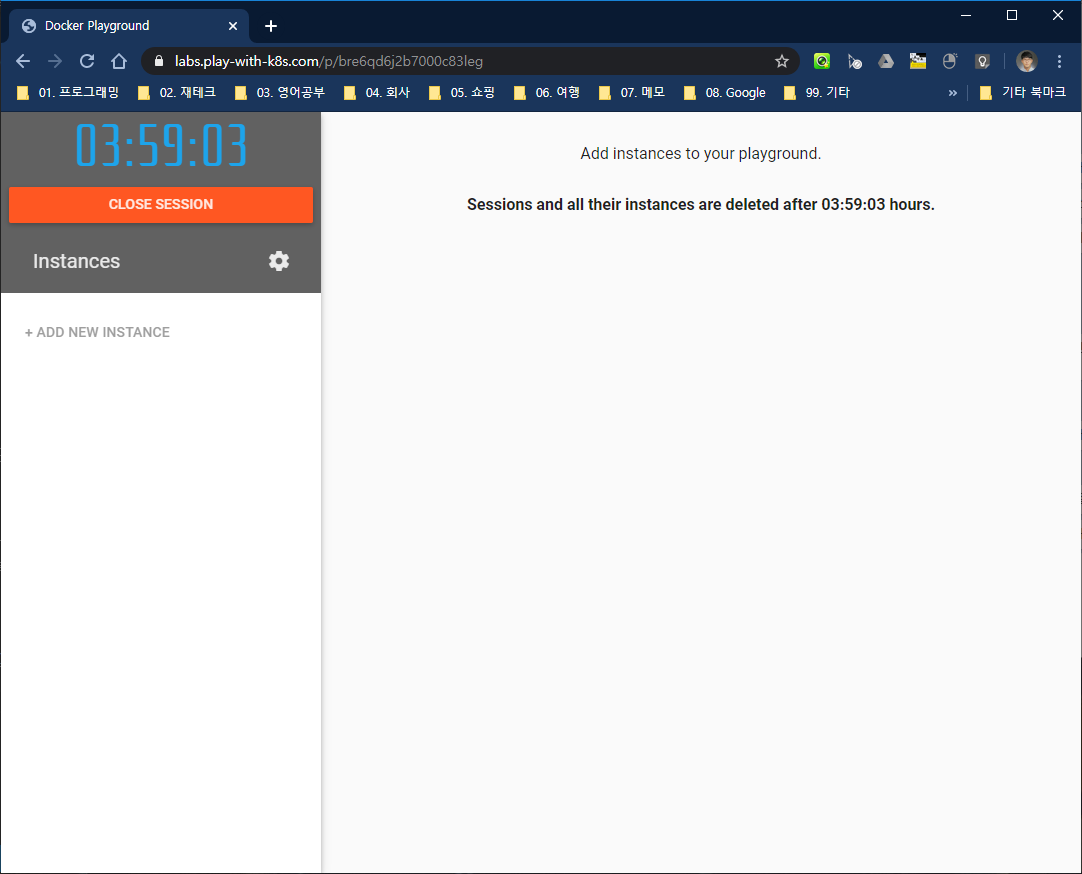 Docker Playground
labs.play-with-k8s.com/p/bre6qd6j2b7000c83leg
01. 프로그래밍 02. 재테크 03. 영어공부 04. 회사 05. 쇼핑 06. 여행 07. 메모 08. Google 99. 기타 » 기타 북마크
03:59:03
CLOSE SESSION
Instances
+ ADD NEW INSTANCE
Add instances to your playground.
Sessions and all their instances are deleted after 03:59:03 hours.